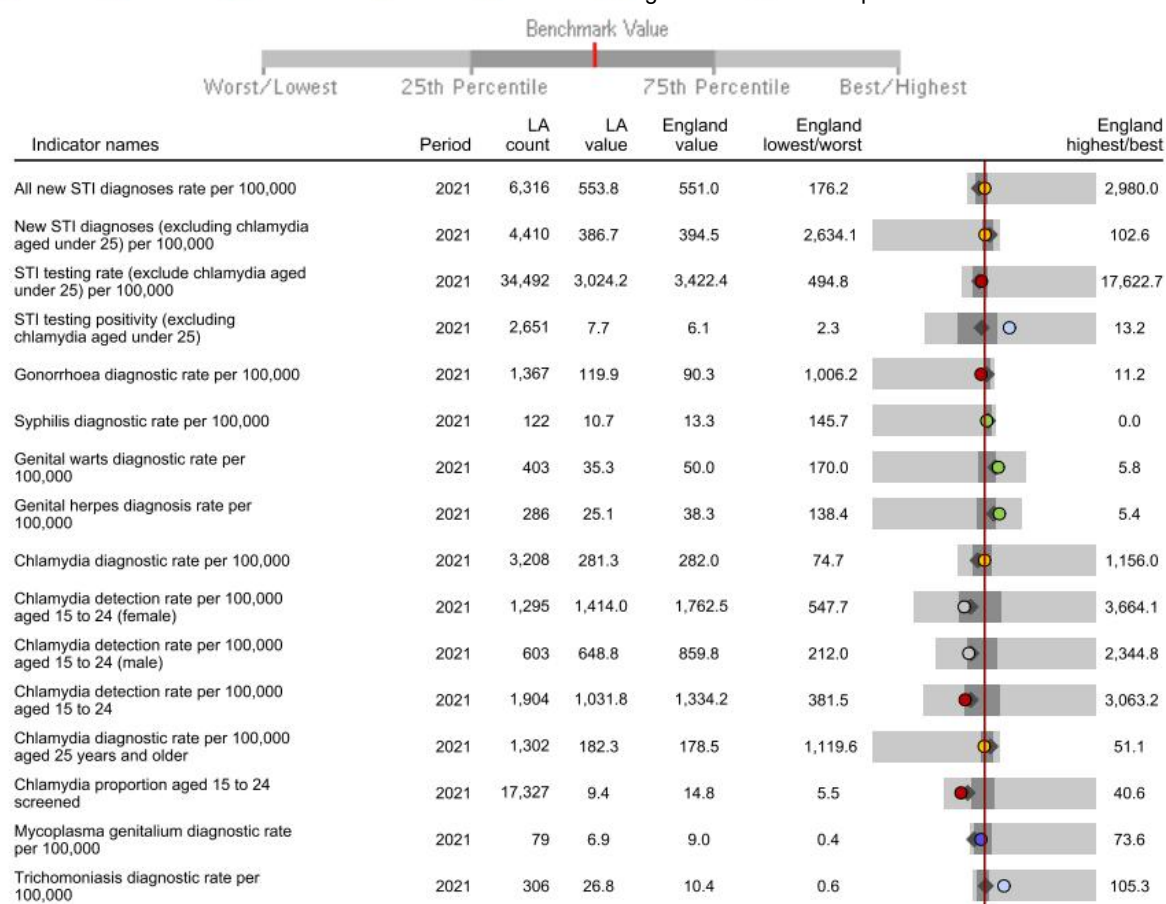 Benchmark Value
Worst/Lowest 25th Percentile 75th Percentile Best/Highest
Indicator names Period LA count LA value England value England lowest/worst England highest/best
All new STI diagnoses rate per 100,000 2021 6,316 553.8 551.0 176.2 2,980.0
New STI diagnoses (excluding chlamydia aged under 25) per 100,000 2021 4,410 386.7 394.5 2,634.1 102.6
STI testing rate (exclude chlamydia aged under 25) per 100,000 2021 34,492 3,024.2 3,422.4 494.8 17,622.7
STI testing positivity (excluding chlamydia aged under 25) 2021 2,651 7.7 6.1 2.3 13.2
Gonorrhoea diagnostic rate per 100,000 2021 1,367 119.9 90.3 1,006.2 11.2
Syphilis diagnostic rate per 100,000 2021 122 10.7 13.3 145.7 0.0
Genital warts diagnostic rate per 100,000 2021 403 35.3 50.0 170.0 5.8
Genital herpes diagnosis rate per 100,000 2021 286 25.1 38.3 138.4 5.4
Chlamydia diagnostic rate per 100,000 2021 3,208 281.3 282.0 74.7 1,156.0
Chlamydia detection rate per 100,000 aged 15 to 24 (female) 2021 1,295 1,414.0 1,762.5 547.7 3,664.1
Chlamydia detection rate per 100,000 aged 15 to 24 (male) 2021 603 648.8 859.8 212.0 2,344.8
Chlamydia detection rate per 100,000 aged 15 to 24 2021 1,904 1,031.8 1,334.2 381.5 3,063.2
Chlamydia diagnostic rate per 100,000 aged 25 years and older 2021 1,302 182.3 178.5 1,119.6 51.1
Chlamydia proportion aged 15 to 24 screened 2021 17,327 9.4 14.8 5.5 40.6
Mycoplasma genitalium diagnostic rate per 100,000 2021 79 6.9 9.0 0.4 73.6
Trichomoniasis diagnostic rate per 100,000 2021 306 26.8 10.4 0.6 105.3